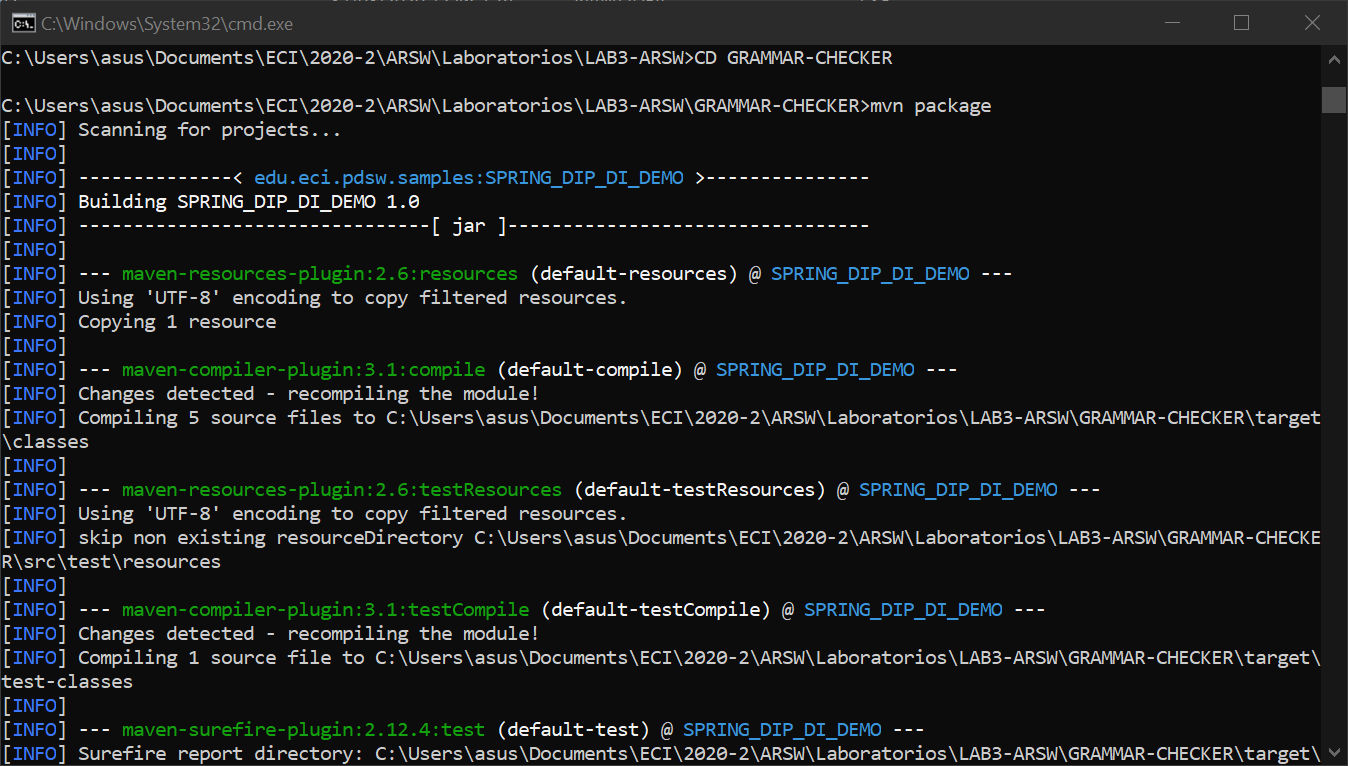 C:\Windows\System32\cmd.exe
C:\Users\asus\Documents\ECI\2020-2\ARSW\Laboratorios\LAB3-ARSW>CD GRAMMAR-CHECKER
C:\Users\asus\Documents\ECI\2020-2\ARSW\Laboratorios\LAB3-ARSW\GRAMMAR-CHECKER>mvn package
[INFO] Scanning for projects...
[INFO]
[INFO] --------------< edu.eci.pdsw.samples:SPRING_DIP_DI_DEMO >---------------
[INFO] Building SPRING_DIP_DI_DEMO 1.0
[INFO] --------------------------------[ jar ]---------------------------------
[INFO]
[INFO] --- maven-resources-plugin:2.6:resources (default-resources) @ SPRING_DIP_DI_DEMO ---
[INFO] Using 'UTF-8' encoding to copy filtered resources.
[INFO] Copying 1 resource
[INFO]
[INFO] --- maven-compiler-plugin:3.1:compile (default-compile) @ SPRING_DIP_DI_DEMO ---
[INFO] Changes detected - recompiling the module!
[INFO] Compiling 5 source files to C:\Users\asus\Documents\ECI\2020-2\ARSW\Laboratorios\LAB3-ARSW\GRAMMAR-CHECKER\target
\classes
[INFO]
[INFO] --- maven-resources-plugin:2.6:testResources (default-testResources) @ SPRING_DIP_DI_DEMO ---
[INFO] Using 'UTF-8' encoding to copy filtered resources.
[INFO] skip non existing resourceDirectory C:\Users\asus\Documents\ECI\2020-2\ARSW\Laboratorios\LAB3-ARSW\GRAMMAR-CHECKE
R\src\test\resources
[INFO]
[INFO] --- maven-compiler-plugin:3.1:testCompile (default-testCompile) @ SPRING_DIP_DI_DEMO ---
[INFO] Changes detected - recompiling the module!
[INFO] Compiling 1 source file to C:\Users\asus\Documents\ECI\2020-2\ARSW\Laboratorios\LAB3-ARSW\GRAMMAR-CHECKER\target\
test-classes
[INFO]
[INFO] --- maven-surefire-plugin:2.12.4:test (default-test) @ SPRING_DIP_DI_DEMO ---
[INFO] Surefire report directory: C:\Users\asus\Documents\ECI\2020-2\ARSW\Laboratorios\LAB3-ARSW\GRAMMAR-CHECKER\target\